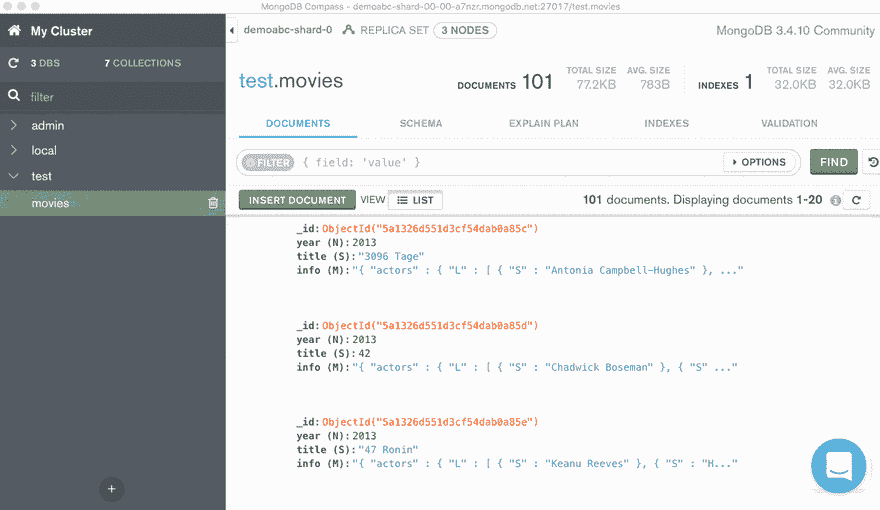 MongoDB Compass - demoabc-shard-00-00-a7nzr.mongodb.net:27017/test.movies
My Cluster
3 DBS 7 COLLECTIONS
filter
admin
local
test
movies
demoabc-shard-0 REPLICA SET 3 NODES MongoDB 3.4.10 Community
test.movies
DOCUMENTS 101 TOTAL SIZE 77.2KB AVG. SIZE 783B INDEXES 1 TOTAL SIZE 32.0KB AVG. SIZE 32.0KB
DOCUMENTS SCHEMA EXPLAIN PLAN INDEXES VALIDATION
FILTER { field: 'value' } OPTIONS FIND
INSERT DOCUMENT VIEW LIST 101 documents. Displaying documents 1-20
_id: ObjectId("5a1326d551d3cf54dab0a85c")
year (N): 2013
title (S): "3096 Tage"
info (M): "{ "actors" : { "L" : [ { "S" : "Antonia Campbell-Hughes" }, ..."
_id: ObjectId("5a1326d551d3cf54dab0a85d")
year (N): 2013
title (S): 42
info (M): "{ "actors" : { "L" : [ { "S" : "Chadwick Boseman" }, { "S" ..."
_id: ObjectId("5a1326d551d3cf54dab0a85e")
year (N): 2013
title (S): "47 Ronin"
info (M): "{ "actors" : { "L" : [ { "S" : "Keanu Reeves" }, { "S" : "H..."